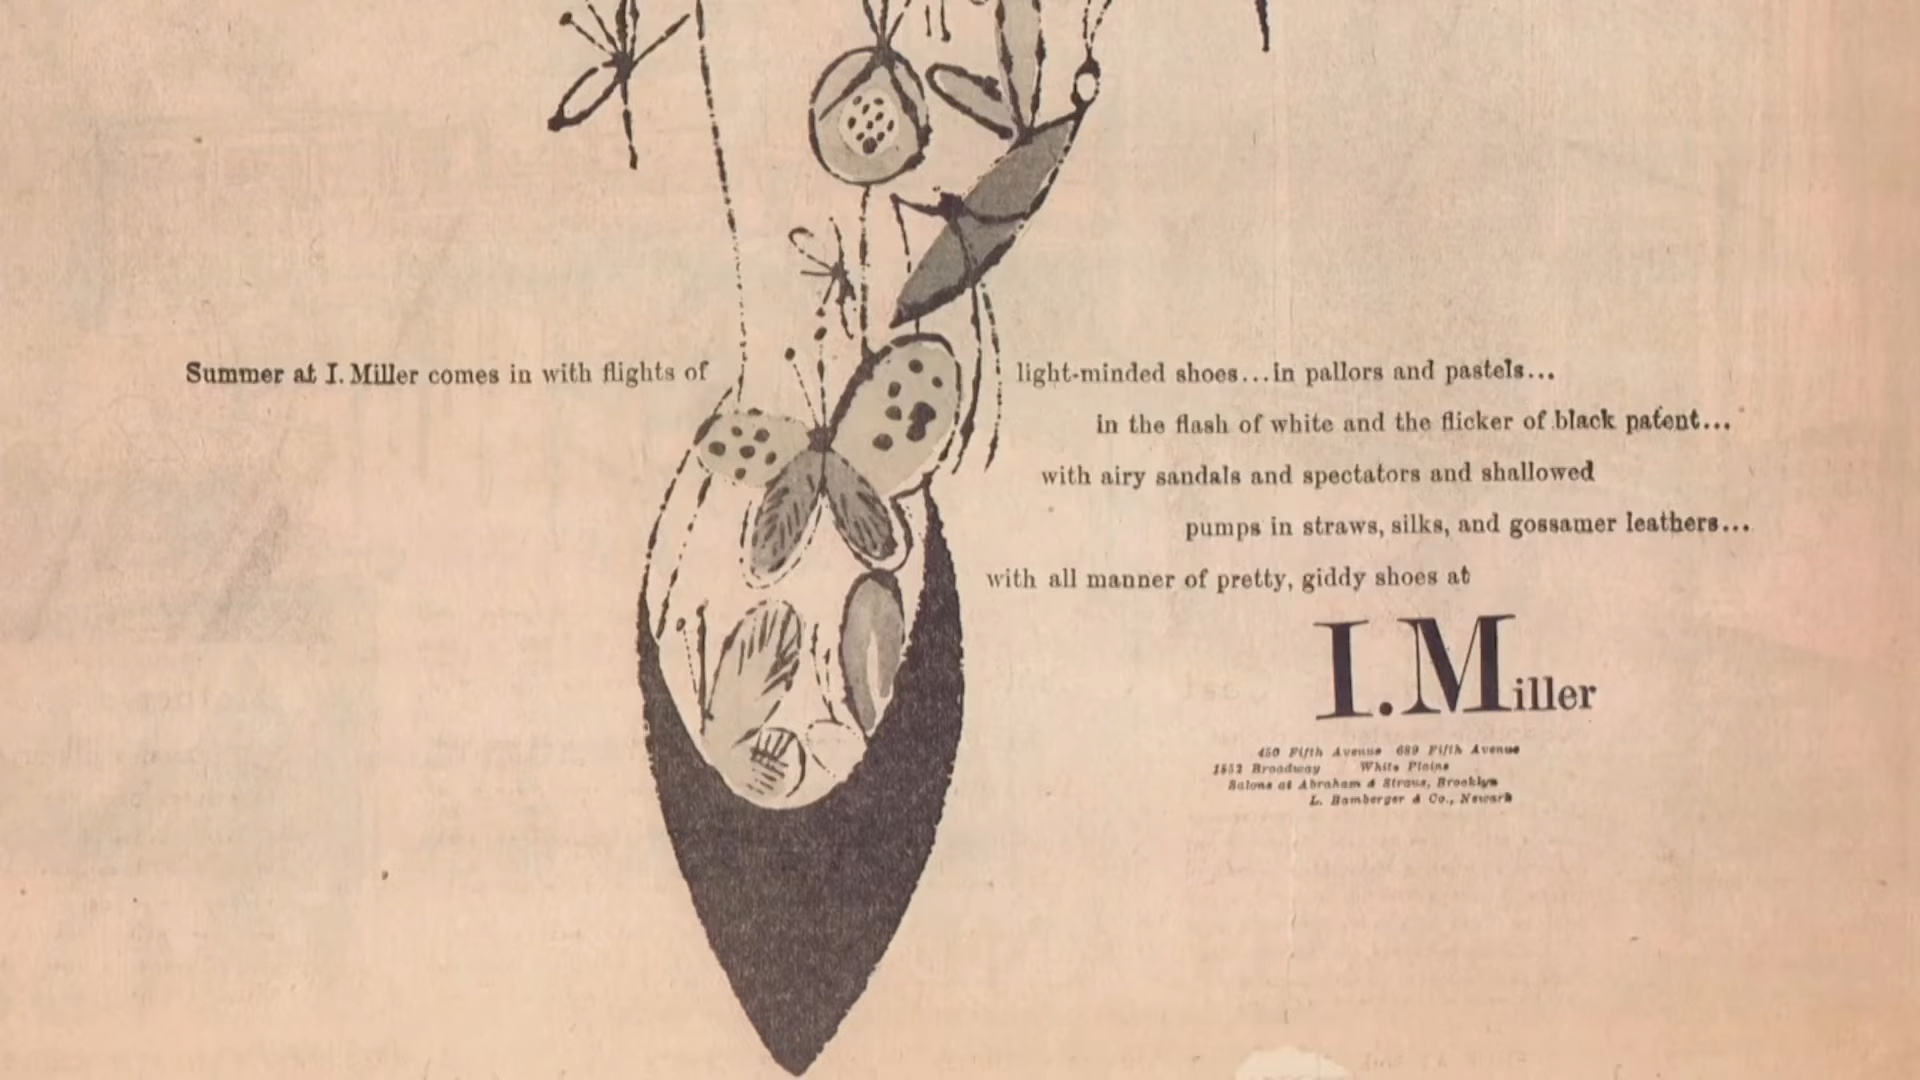 Summer at I. Miller comes in with flights of light-minded shoes...in pallors and pastels...
in the flash of white and the flicker of black patent...
with airy sandals and spectators and shallowed
pumps in straws, silks, and gossamer leathers...
with all manner of pretty, giddy shoes at
I. Miller
450 Fifth Avenue 689 Fifth Avenue
1552 Broadway White Plains
Salons at Abraham & Straus, Brooklyn
L. Bamberger & Co., Newark